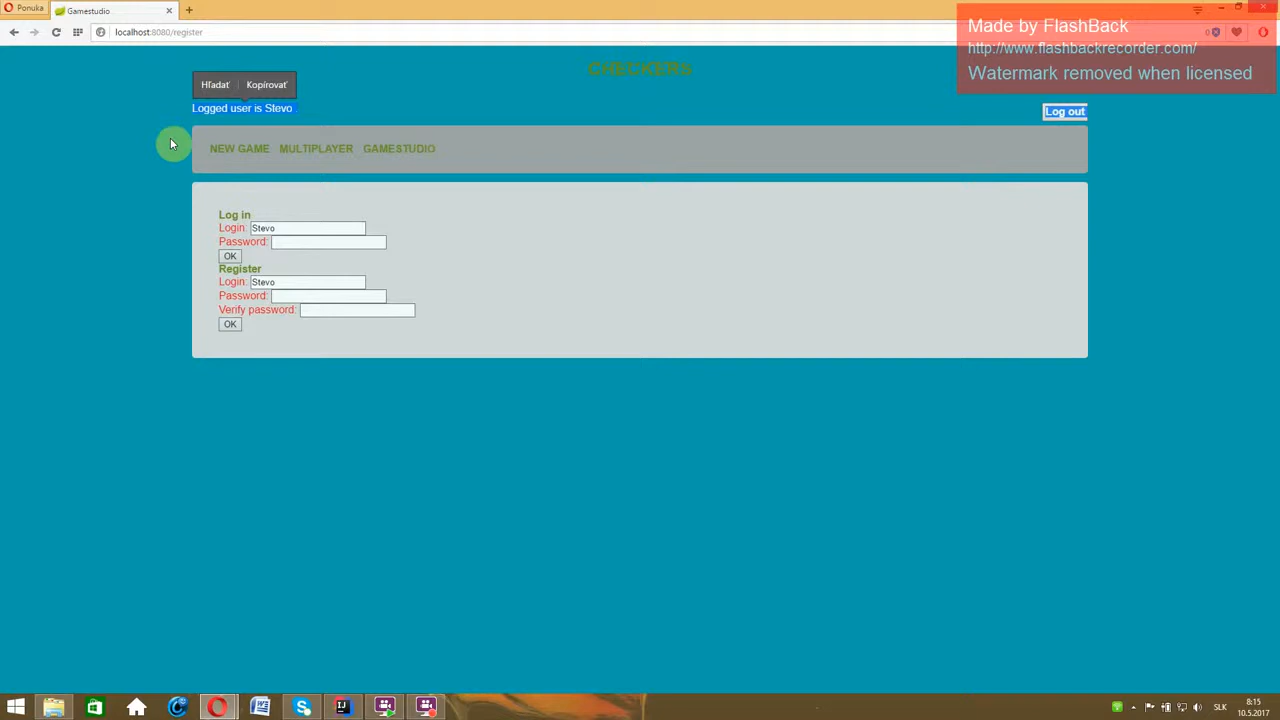 Ponuka
Gamestudio
localhost:8080/register
0
Made by FlashBack
http://www.flashbackrecorder.com/
Watermark removed when licensed
CHECKERS
Hľadať
Kopírovať
Logged user is Stevo
Log out
NEW GAME MULTIPLAYER GAMESTUDIO
Log in
Login: Stevo
Password:
OK
Register
Login: Stevo
Password:
Verify password:
OK
SLK
8:15
10.5.2017